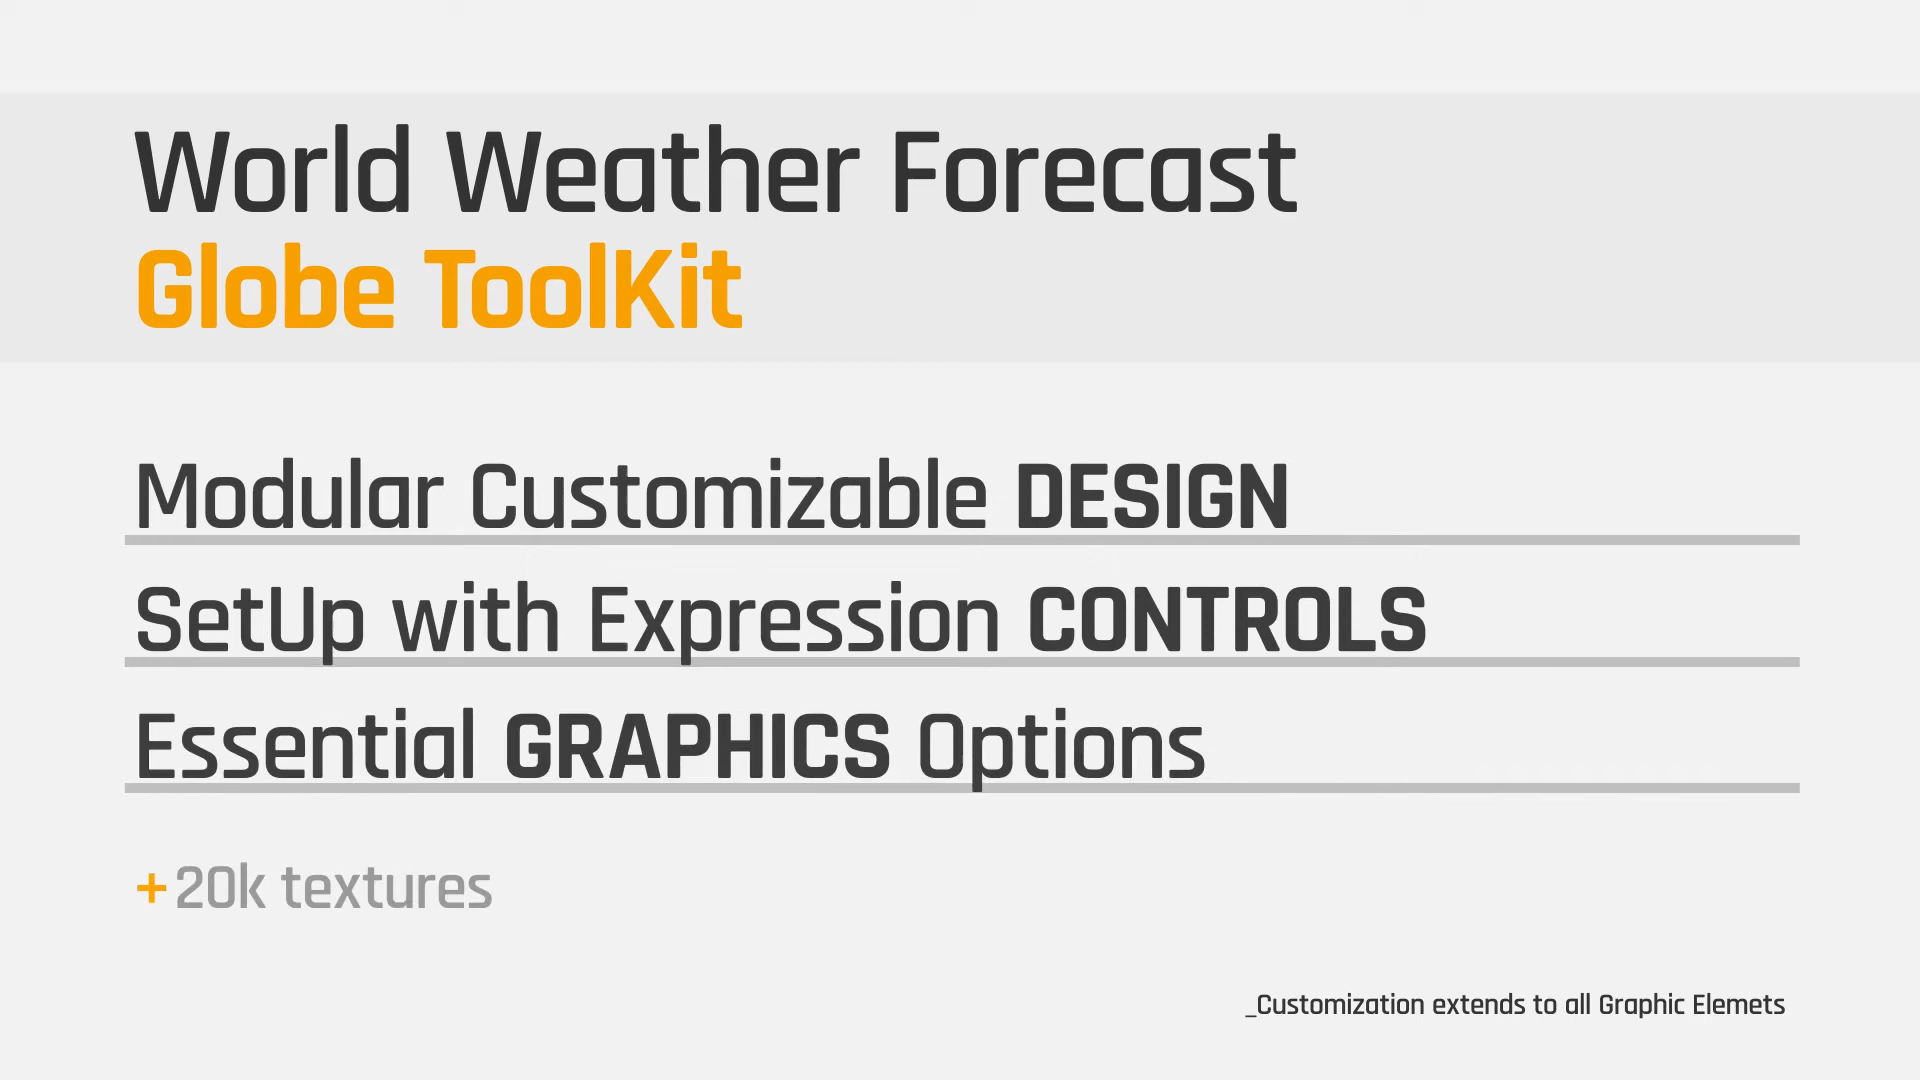 World Weather Forecast
Globe ToolKit
Modular Customizable DESIGN
SetUp with Expression CONTROLS
Essential GRAPHICS Options
+20k textures
_Customization extends to all Graphic Elemets